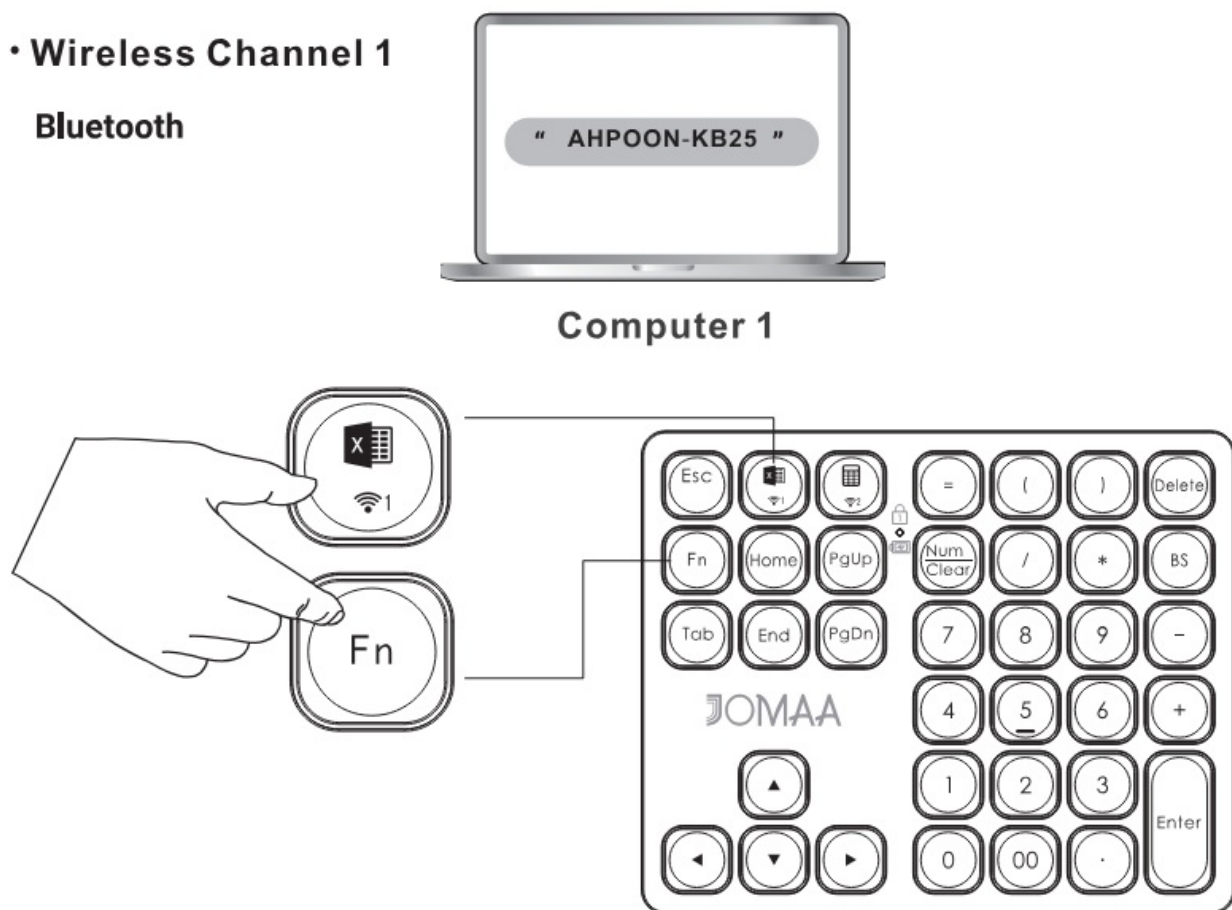 • Wireless Channel 1
Bluetooth
“ AHPOON-KB25 ”
Computer 1
X
1
Fn
Esc
X
1
2
=
(
)
Delete
1
Fn
Home
PgUp
Num
Clear
/
*
BS
Tab
End
PgDn
7
8
9
-
JOMAA
4
5
6
+
1
2
3
Enter
0
00
.